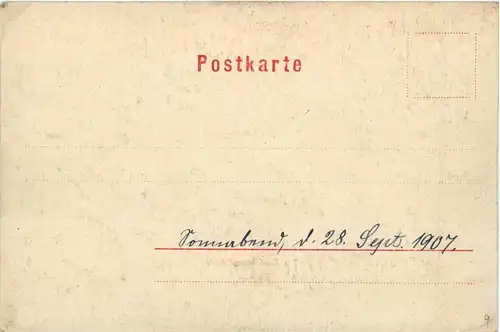 Postkarte
Sonnabend, d. 28. Sept. 1907.
9